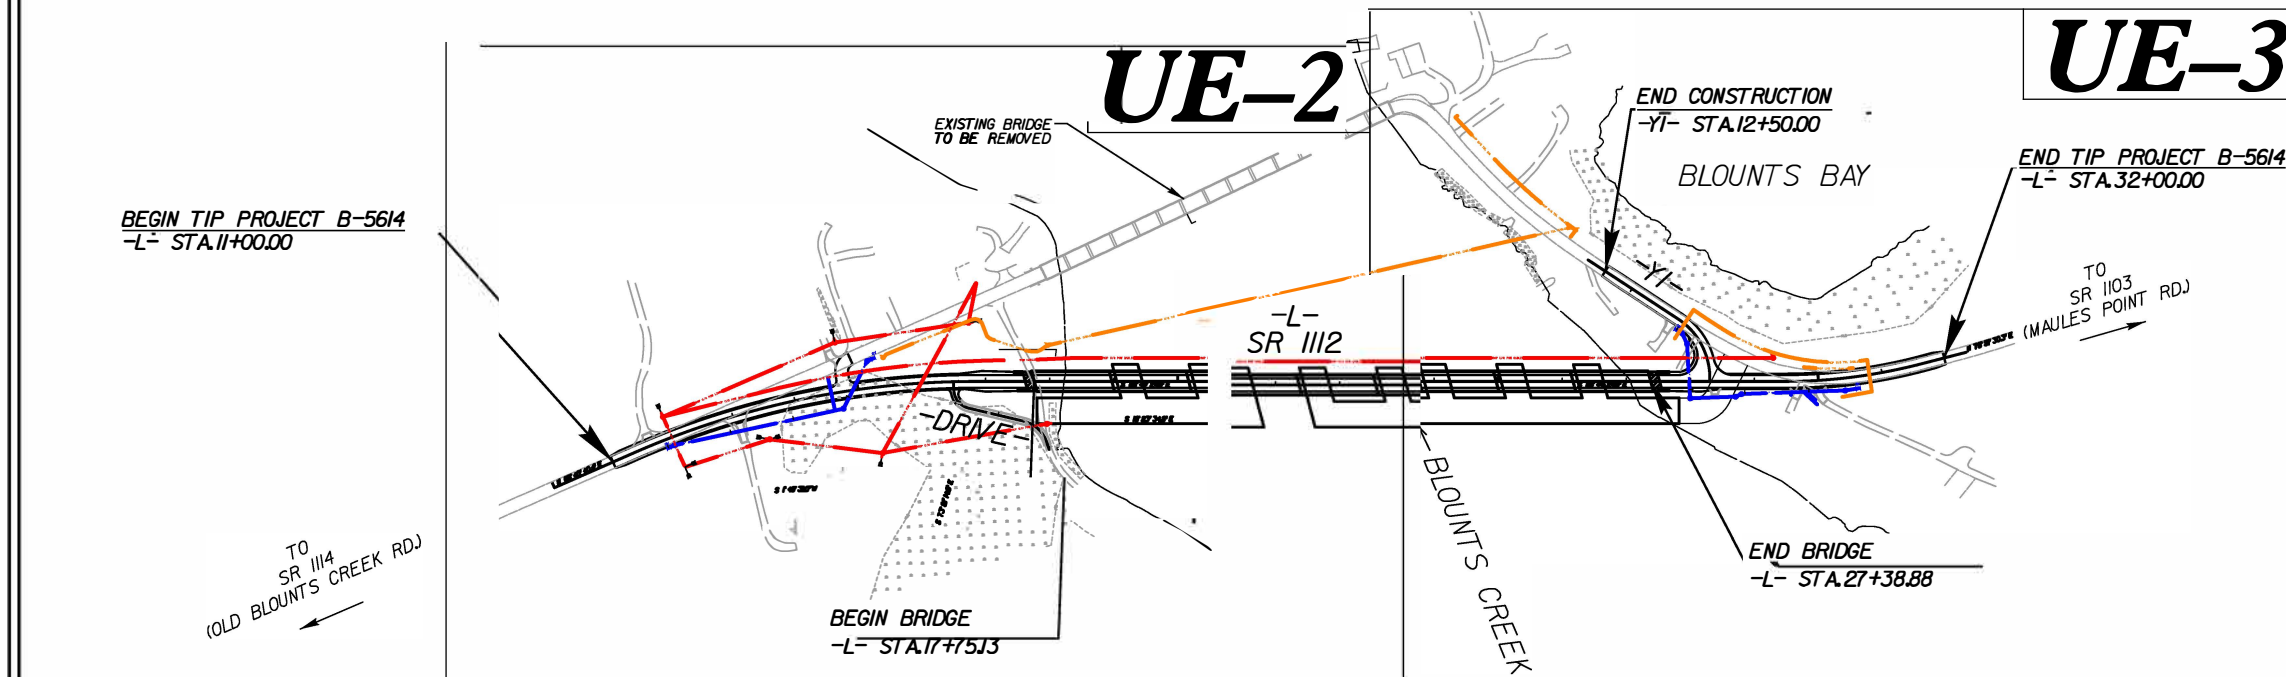 UE-2
UE-3
EXISTING BRIDGE
TO BE REMOVED
END CONSTRUCTION
-Y1- STA.12+50.00
BLOUNTS BAY
END TIP PROJECT B-5614
-L- STA.32+00.00
BEGIN TIP PROJECT B-5614
-L- STA.11+00.00
-Y1-
TO
SR 1103
(MAULES POINT RD.)
-L-
SR 1112
-DRIVE-
BLOUNTS CREEK
TO
SR 1114
(OLD BLOUNTS CREEK RD.)
END BRIDGE
-L- STA.27+38.88
BEGIN BRIDGE
-L- STA.17+75.13